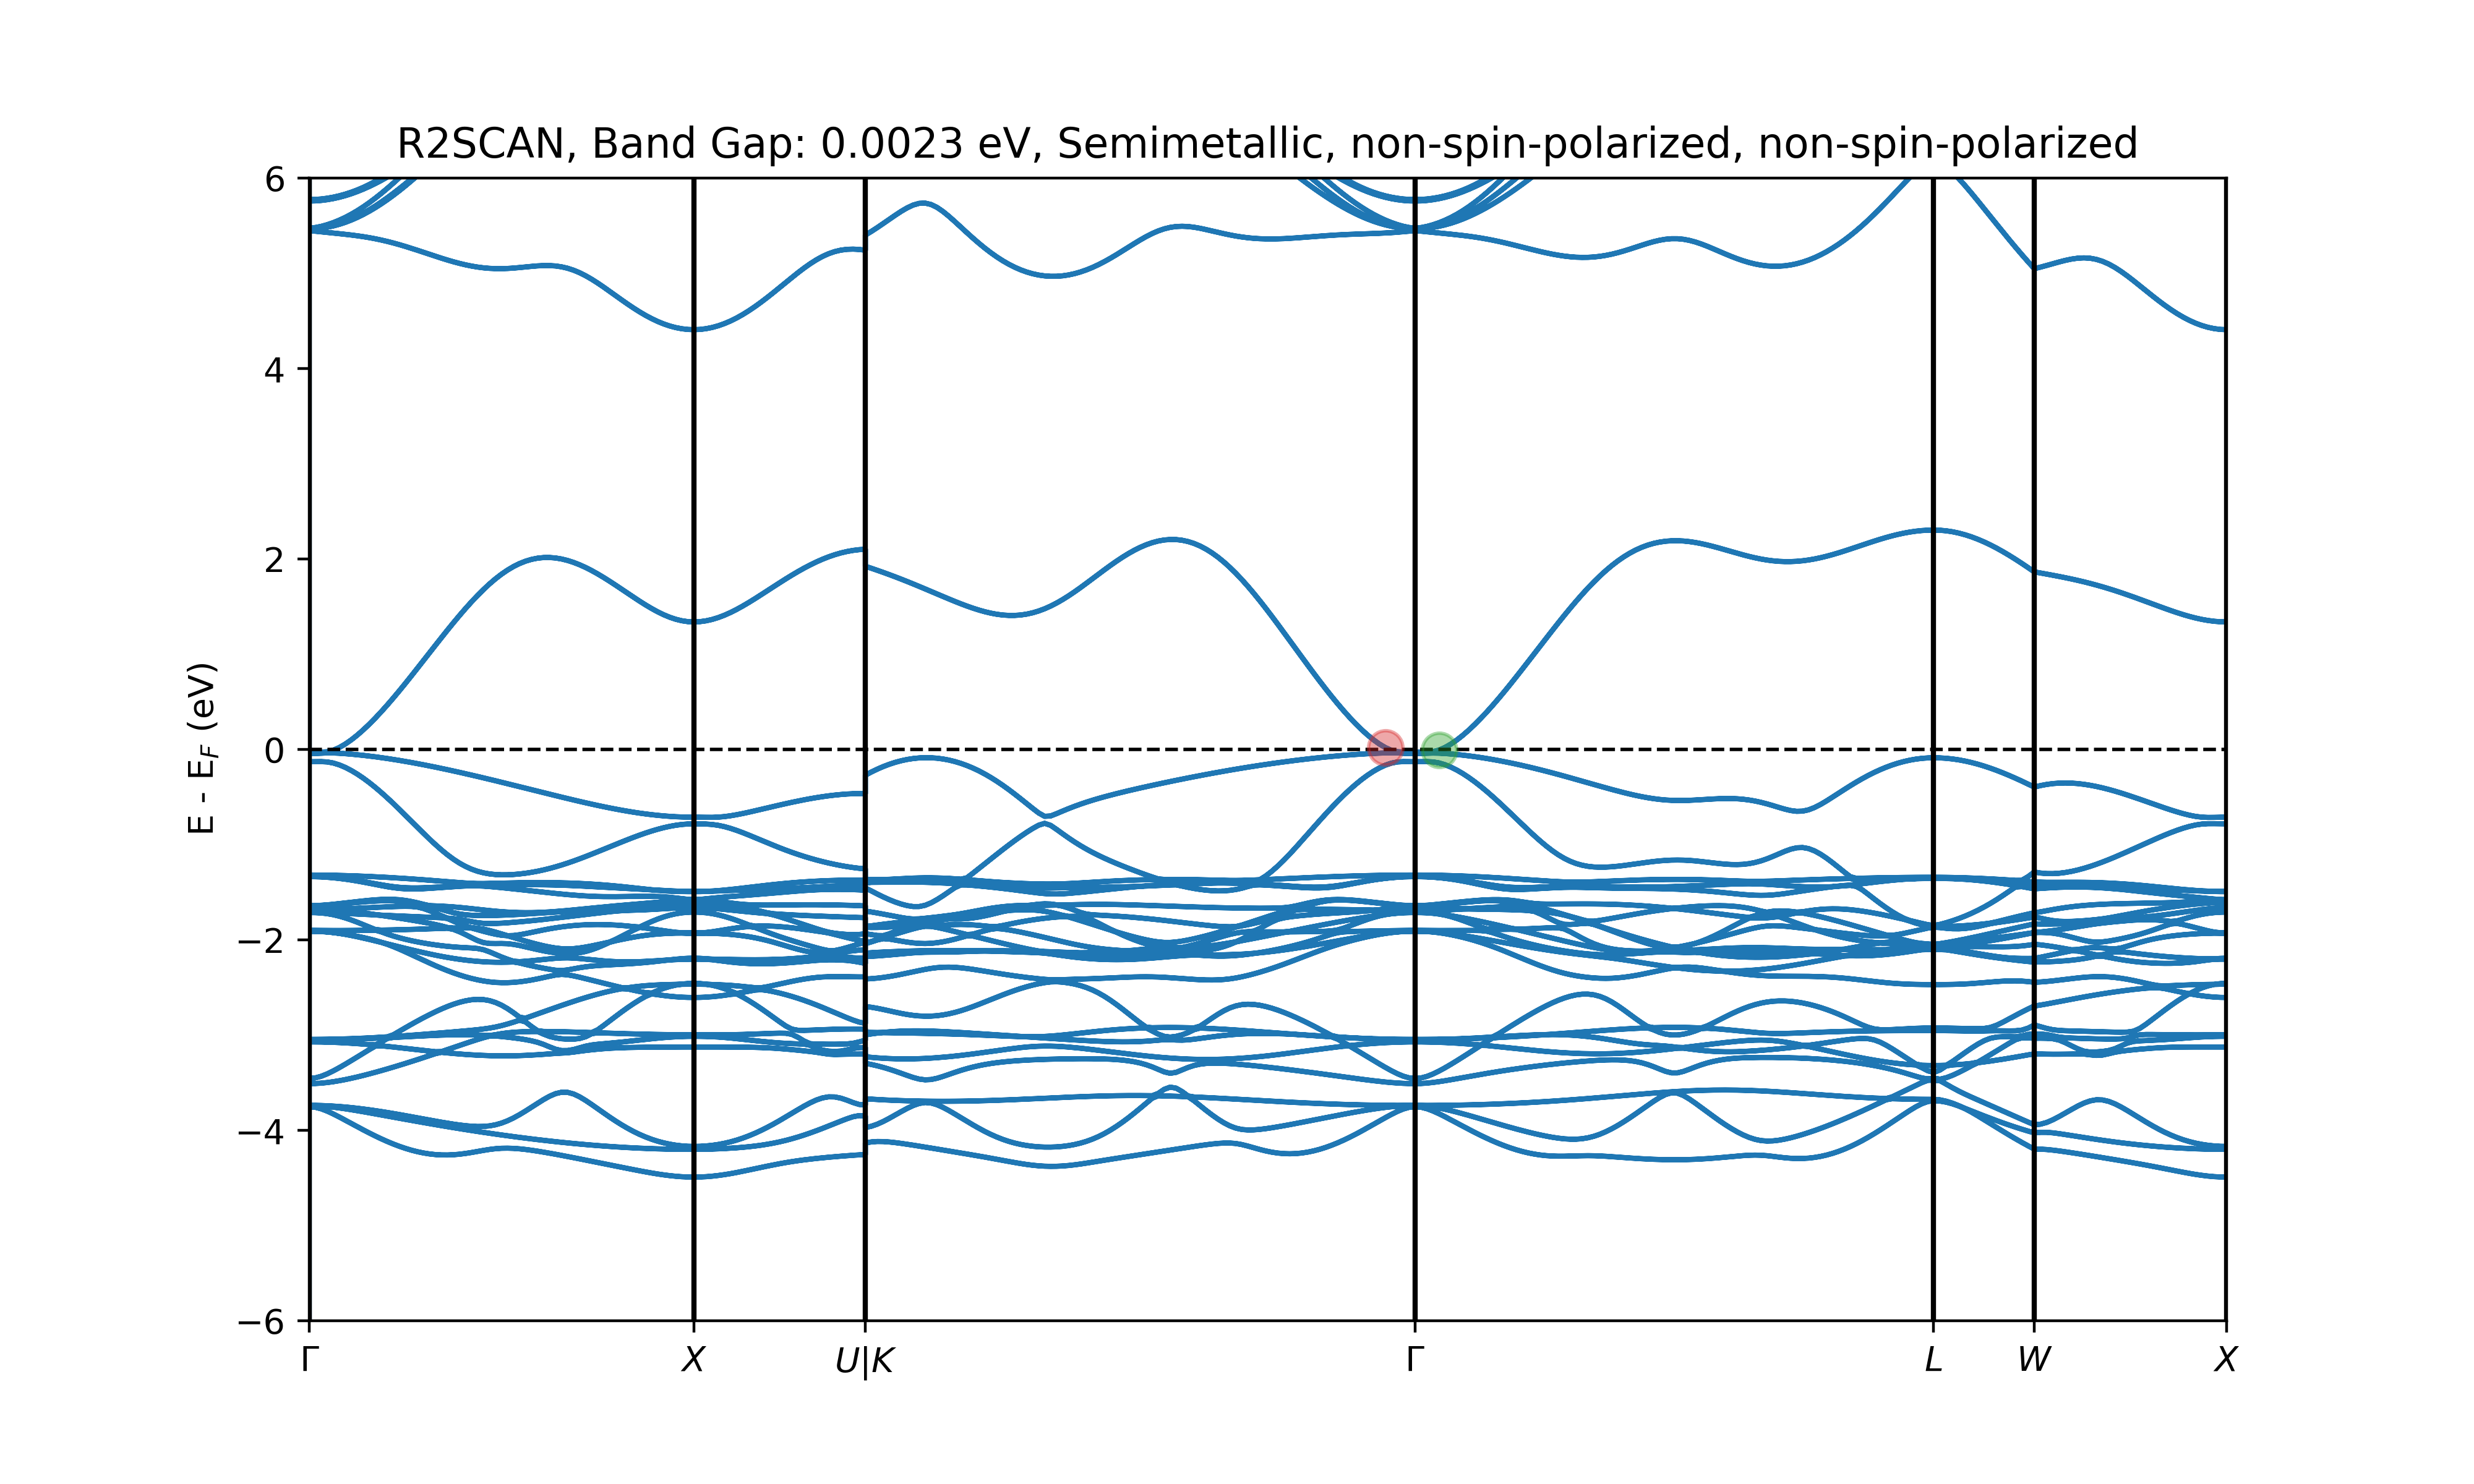 R2SCAN, Band Gap: 0.0023 eV, Semimetallic, non-spin-polarized, non-spin-polarized
6
4
2
0
−2
−4
−6
E - E_F (eV)
Γ X U|K Γ L W X